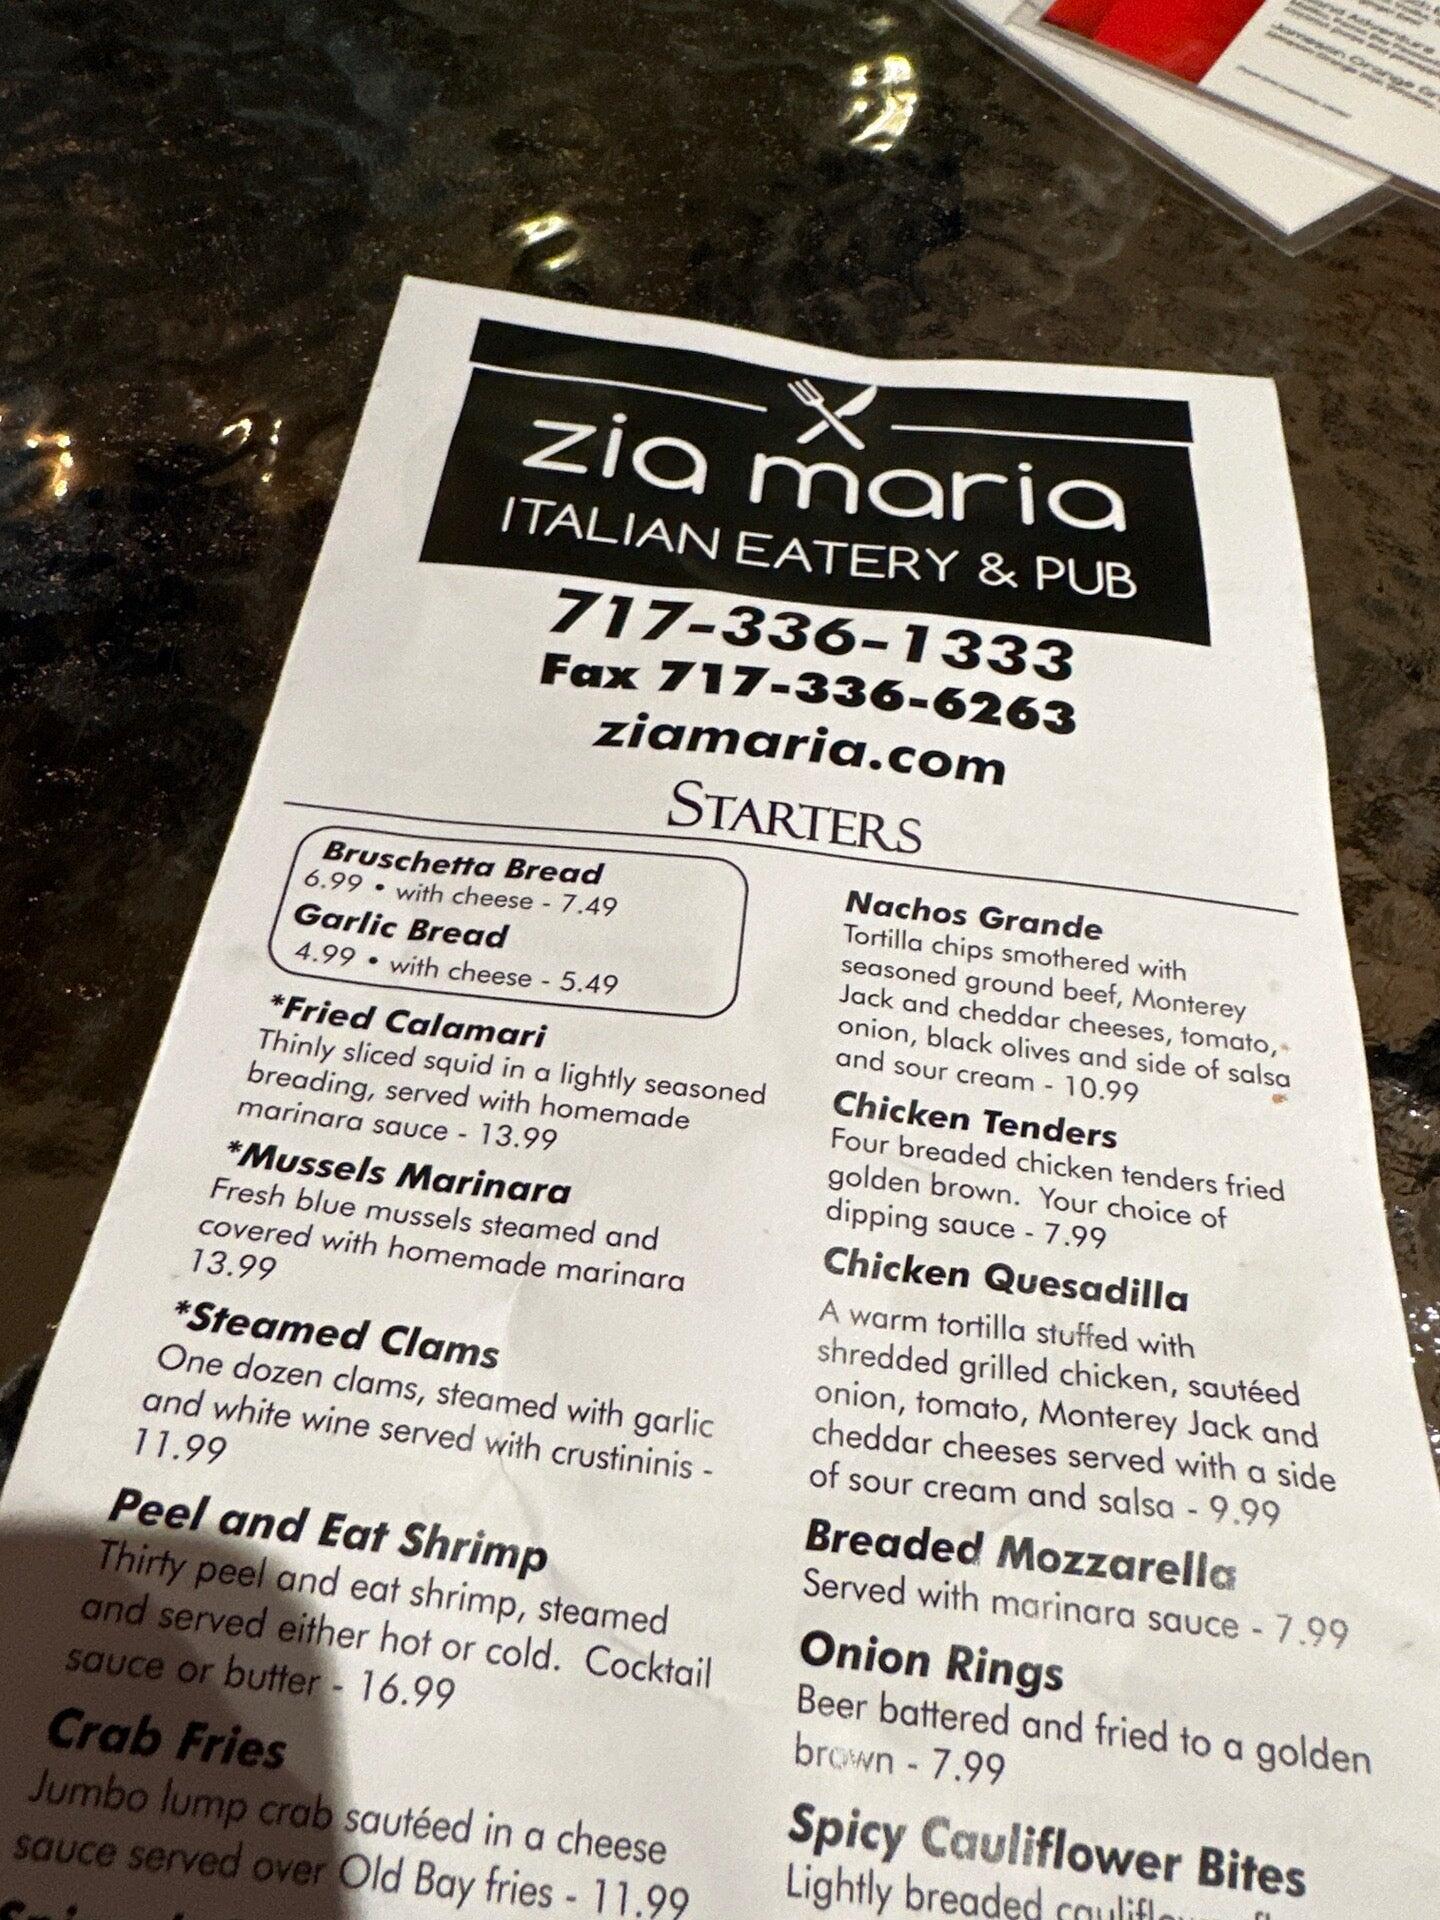 zia maria
ITALIAN EATERY & PUB
717-336-1333
Fax 717-336-6263
ziamaria.com
STARTERS
Bruschetta Bread
6.99 • with cheese - 7.49
Garlic Bread
4.99 • with cheese - 5.49
*Fried Calamari
Thinly sliced squid in a lightly seasoned
breading, served with homemade
marinara sauce - 13.99
*Mussels Marinara
Fresh blue mussels steamed and
covered with homemade marinara
13.99
*Steamed Clams
One dozen clams, steamed with garlic
and white wine served with crustininis -
11.99
Peel and Eat Shrimp
Thirty peel and eat shrimp, steamed
and served either hot or cold. Cocktail
sauce or butter - 16.99
Crab Fries
Jumbo lump crab sautéed in a cheese
sauce served over Old Bay fries - 11.99
Nachos Grande
Tortilla chips smothered with
seasoned ground beef, Monterey
Jack and cheddar cheeses, tomato,
onion, black olives and side of salsa
and sour cream - 10.99
Chicken Tenders
Four breaded chicken tenders fried
golden brown. Your choice of
dipping sauce - 7.99
Chicken Quesadilla
A warm tortilla stuffed with
shredded grilled chicken, sautéed
onion, tomato, Monterey Jack and
cheddar cheeses served with a side
of sour cream and salsa - 9.99
Breaded Mozzarella
Served with marinara sauce - 7.99
Onion Rings
Beer battered and fried to a golden
brown - 7.99
Spicy Cauliflower Bites
Lightly breaded